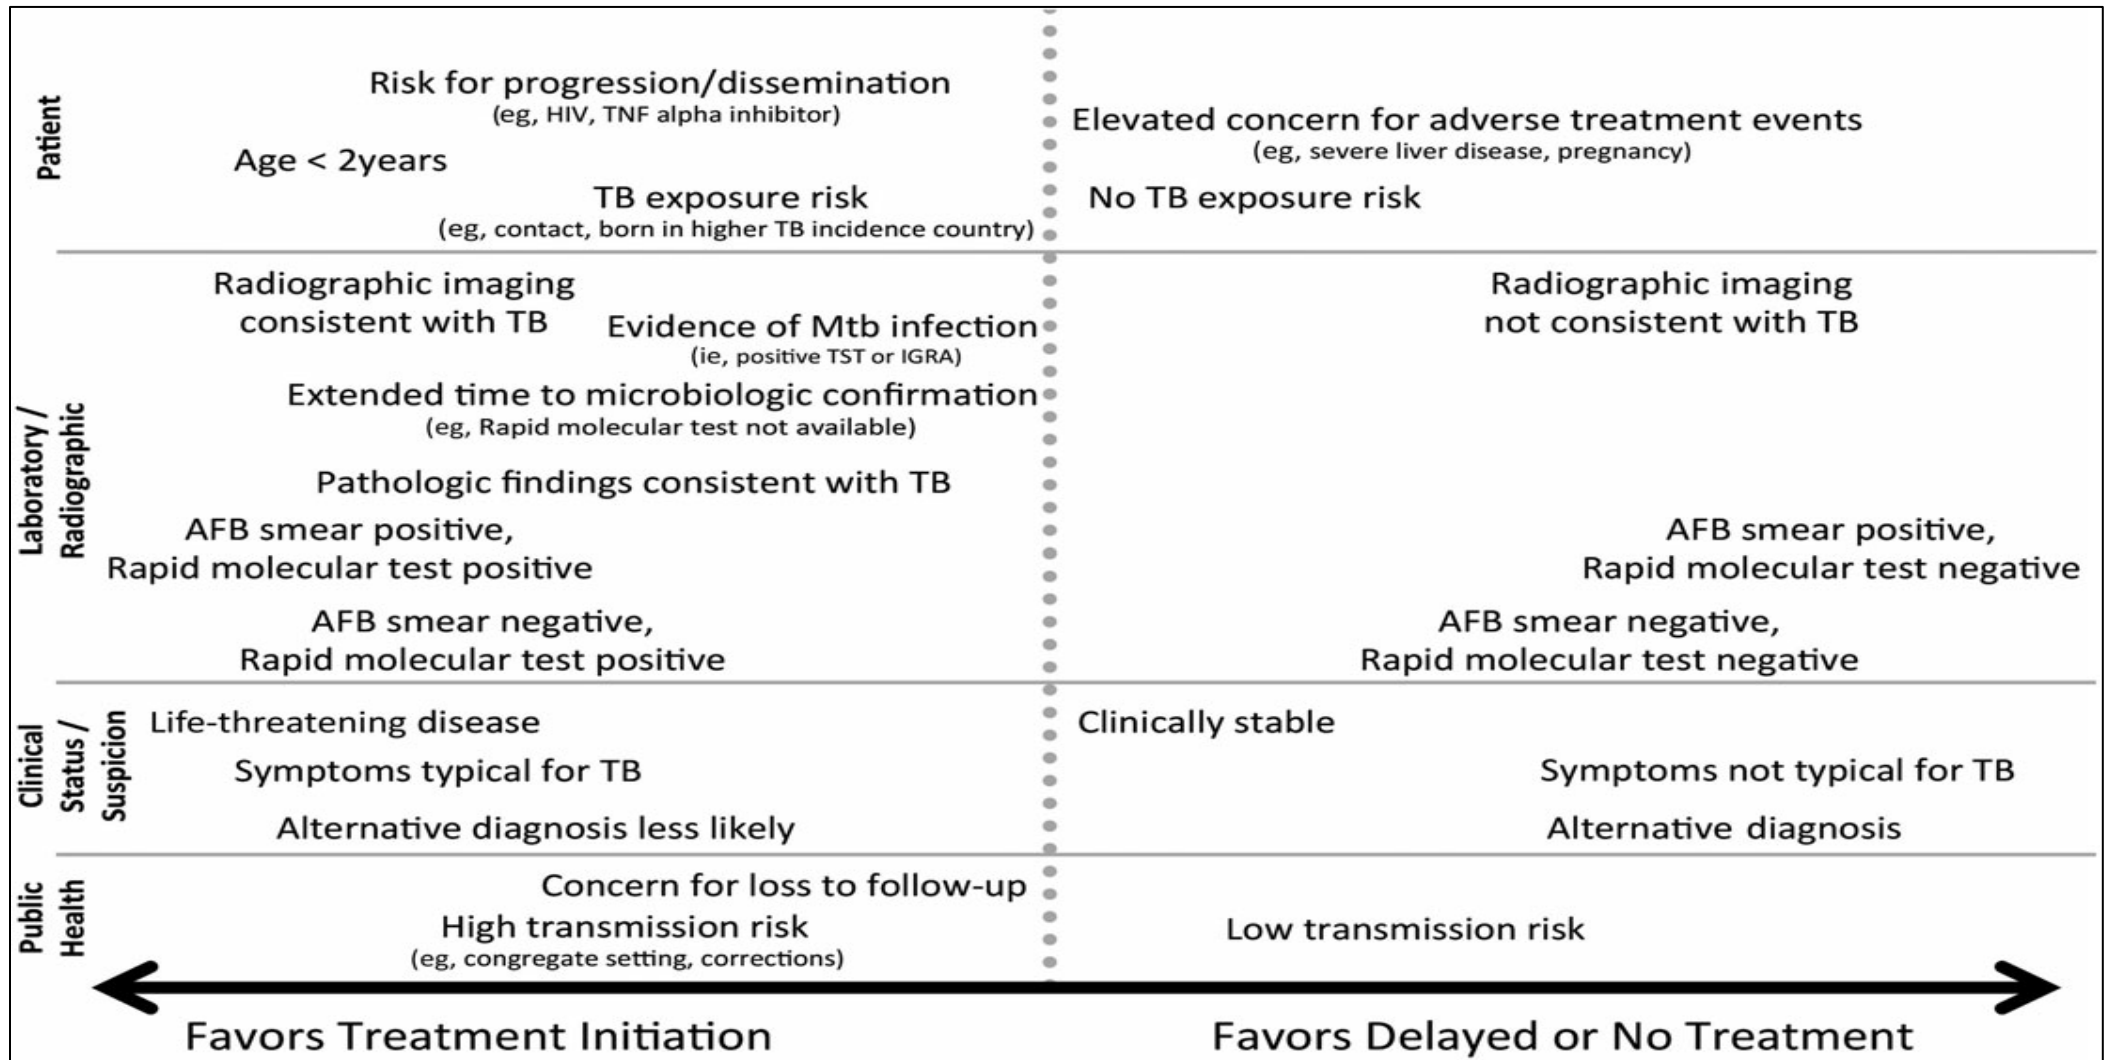 Patient
Risk for progression/dissemination
(eg, HIV, TNF alpha inhibitor)
Age < 2years
TB exposure risk
(eg, contact, born in higher TB incidence country)
Elevated concern for adverse treatment events
(eg, severe liver disease, pregnancy)
No TB exposure risk
Laboratory /
Radiographic
Radiographic imaging
consistent with TB
Evidence of Mtb infection
(ie, positive TST or IGRA)
Extended time to microbiologic confirmation
(eg, Rapid molecular test not available)
Pathologic findings consistent with TB
AFB smear positive,
Rapid molecular test positive
AFB smear negative,
Rapid molecular test positive
Radiographic imaging
not consistent with TB
AFB smear positive,
Rapid molecular test negative
AFB smear negative,
Rapid molecular test negative
Clinical
Status /
Suspicion
Life-threatening disease
Symptoms typical for TB
Alternative diagnosis less likely
Clinically stable
Symptoms not typical for TB
Alternative diagnosis
Public
Health
Concern for loss to follow-up
High transmission risk
(eg, congregate setting, corrections)
Low transmission risk
Favors Treatment Initiation
Favors Delayed or No Treatment